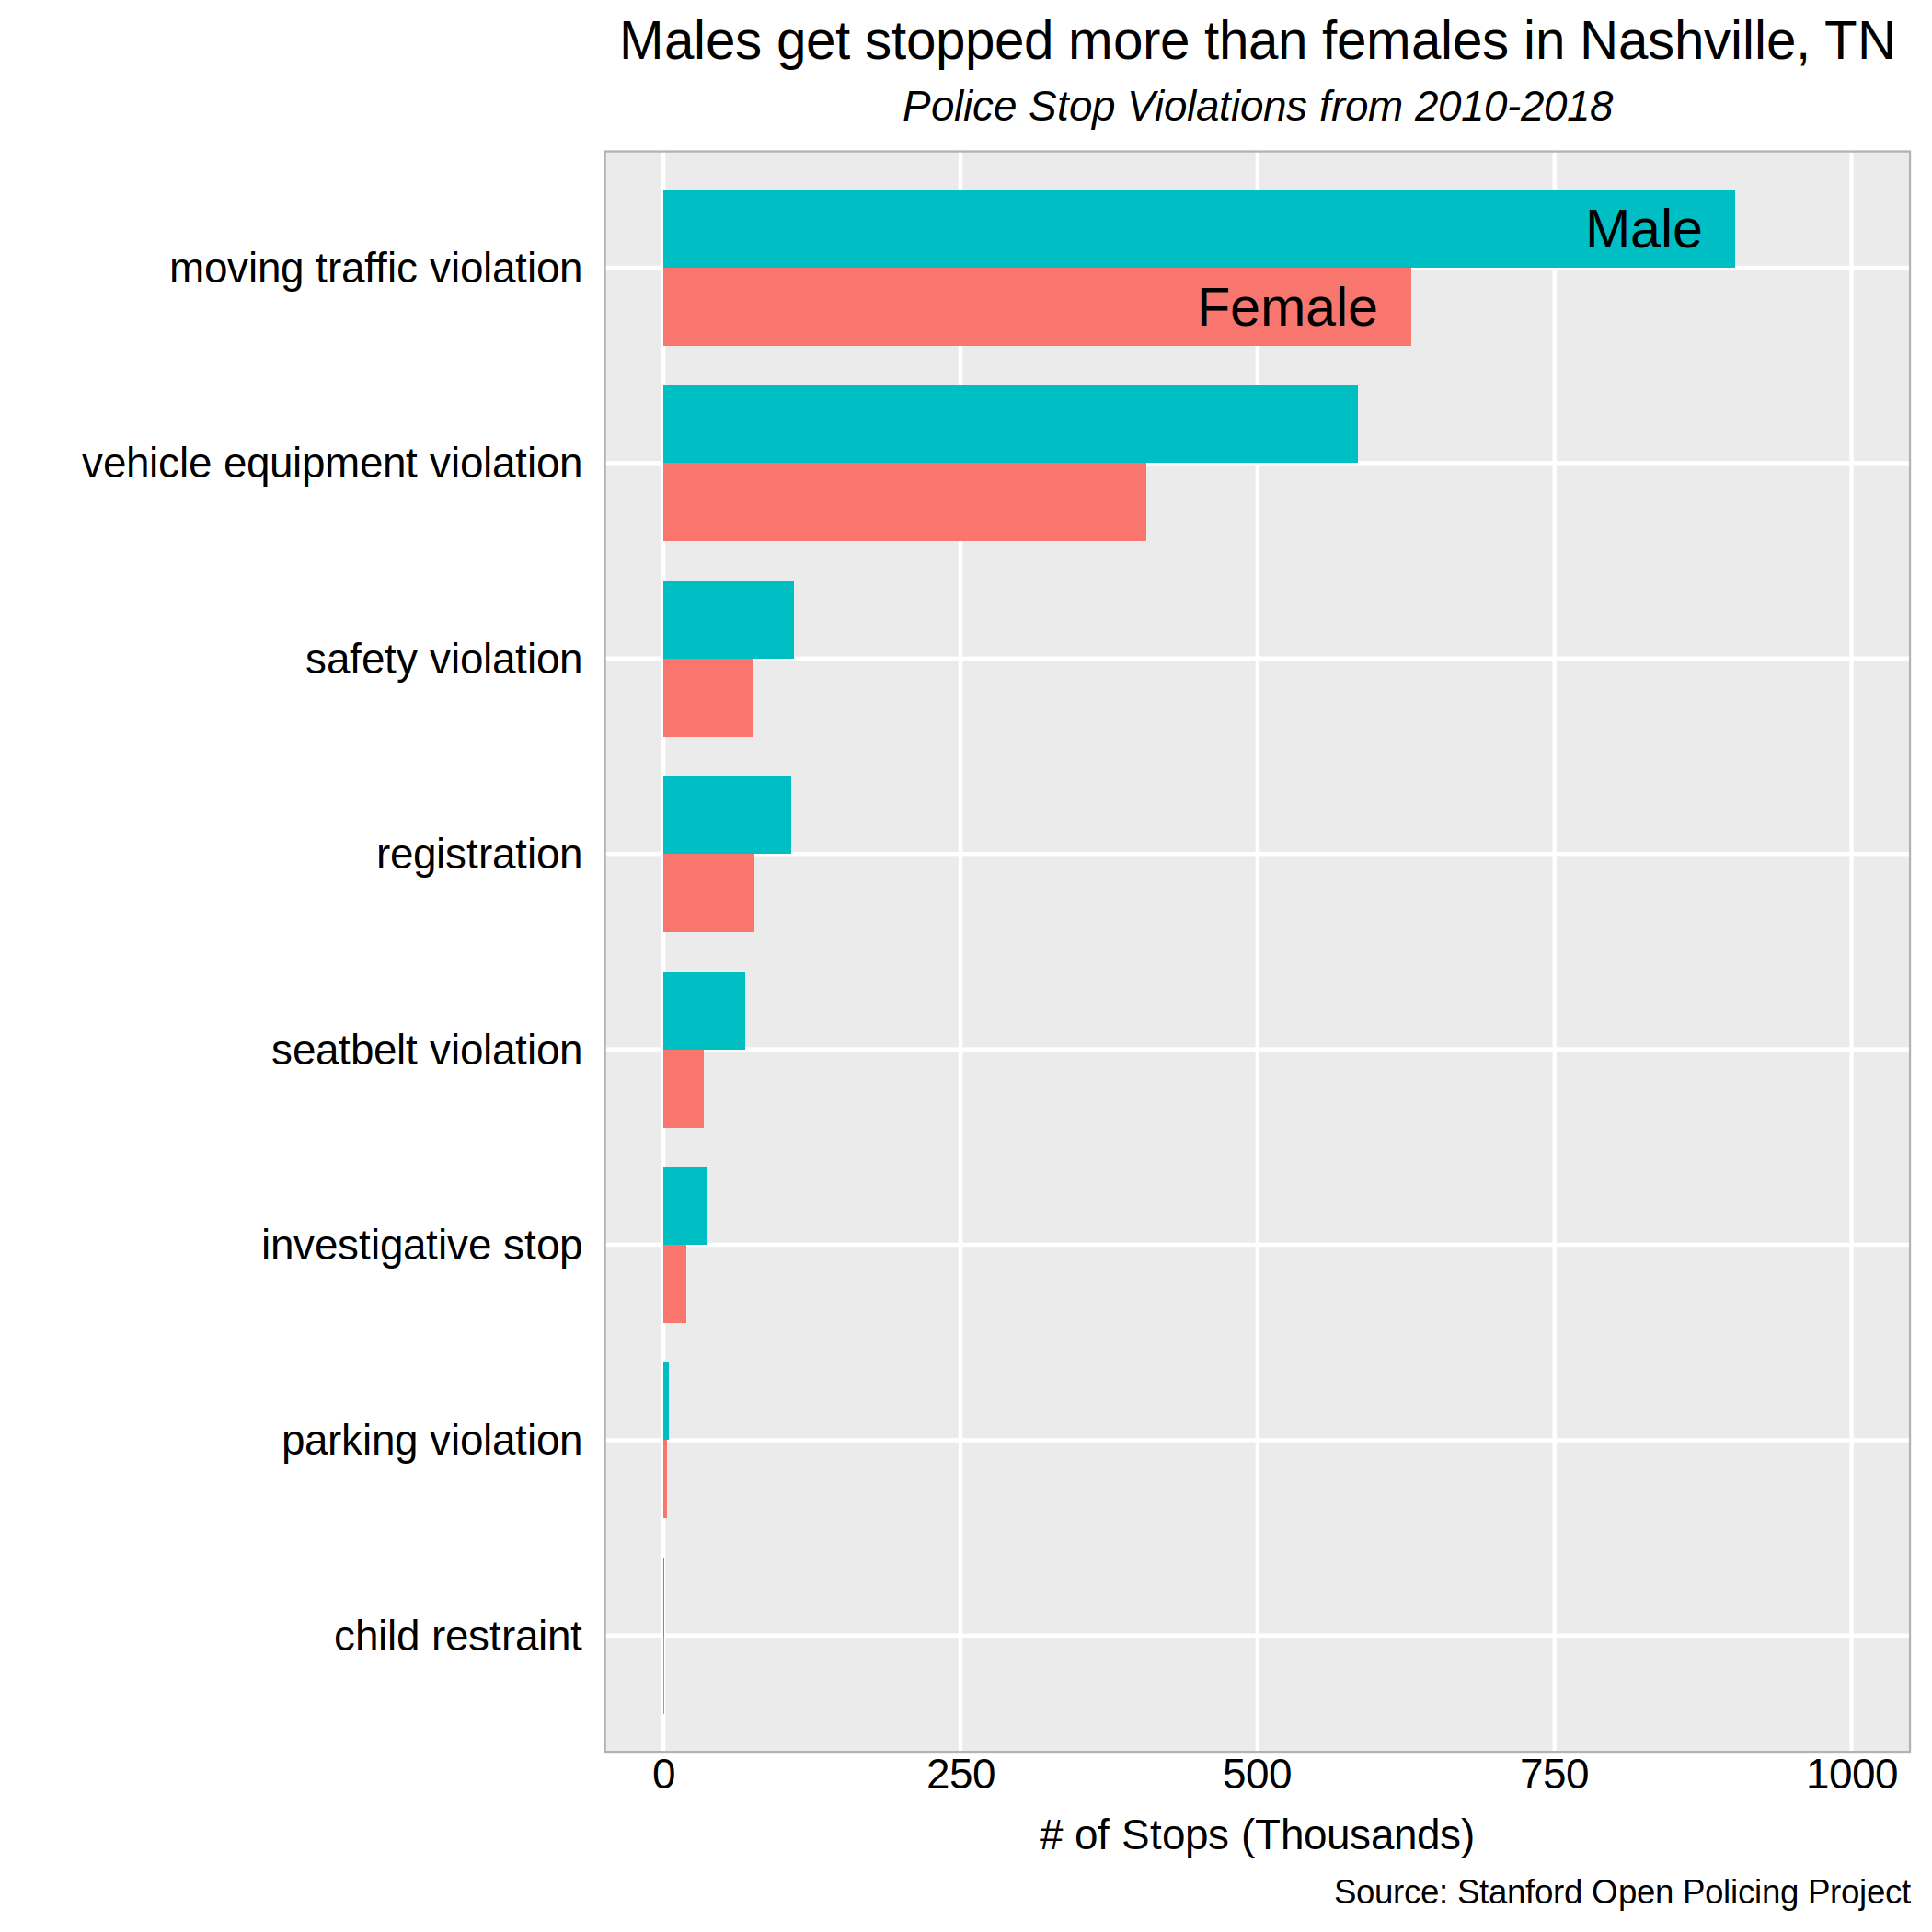 Males get stopped more than females in Nashville, TN
Police Stop Violations from 2010-2018
Male
moving traffic violation
Female
vehicle equipment violation
safety violation
registration
seatbelt violation
investigative stop
parking violation
child restraint
0 250 500 750 1000
# of Stops (Thousands)
Source: Stanford Open Policing Project